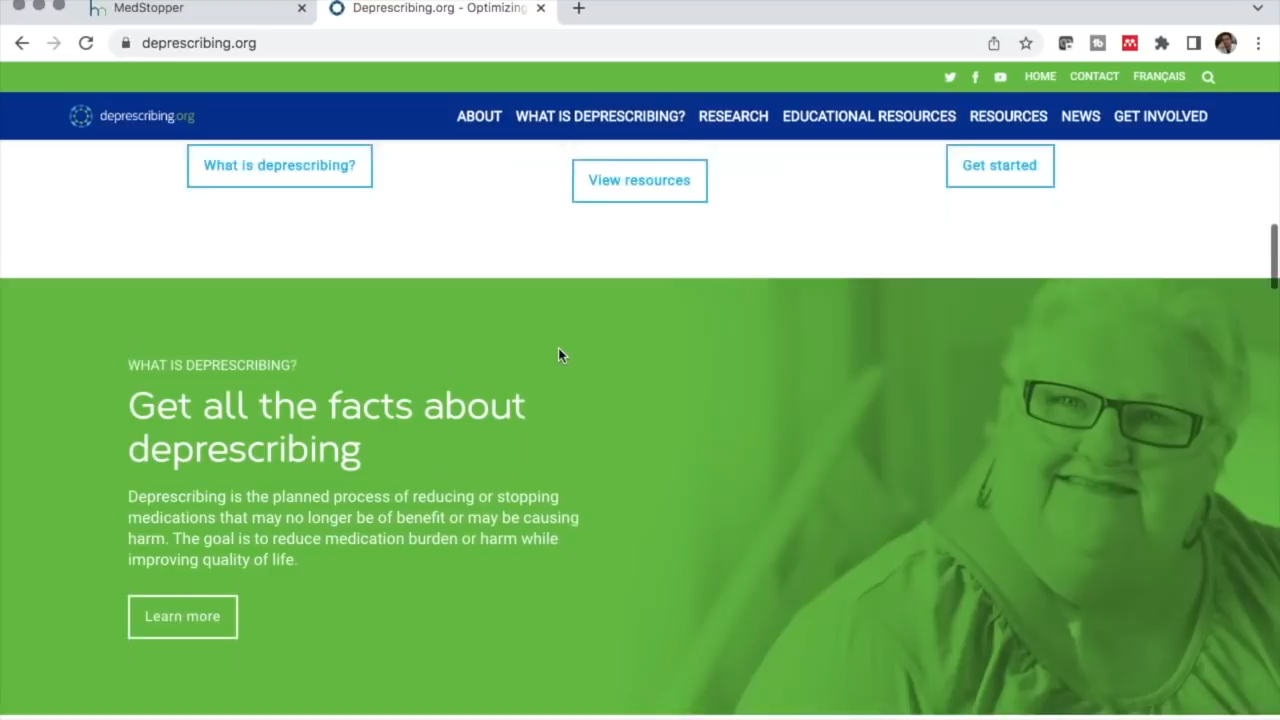 MedStopper
Deprescribing.org - Optimizing
deprescribing.org
HOME CONTACT FRANÇAIS
deprescribing.org
ABOUT WHAT IS DEPRESCRIBING? RESEARCH EDUCATIONAL RESOURCES RESOURCES NEWS GET INVOLVED
What is deprescribing?
View resources
Get started
WHAT IS DEPRESCRIBING?
Get all the facts about
deprescribing
Deprescribing is the planned process of reducing or stopping
medications that may no longer be of benefit or may be causing
harm. The goal is to reduce medication burden or harm while
improving quality of life.
Learn more